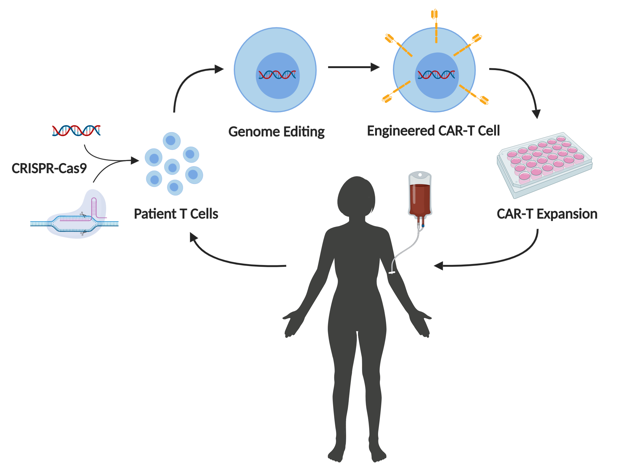 Genome Editing
Engineered CAR-T Cell
CRISPR-Cas9
Patient T Cells
CAR-T Expansion